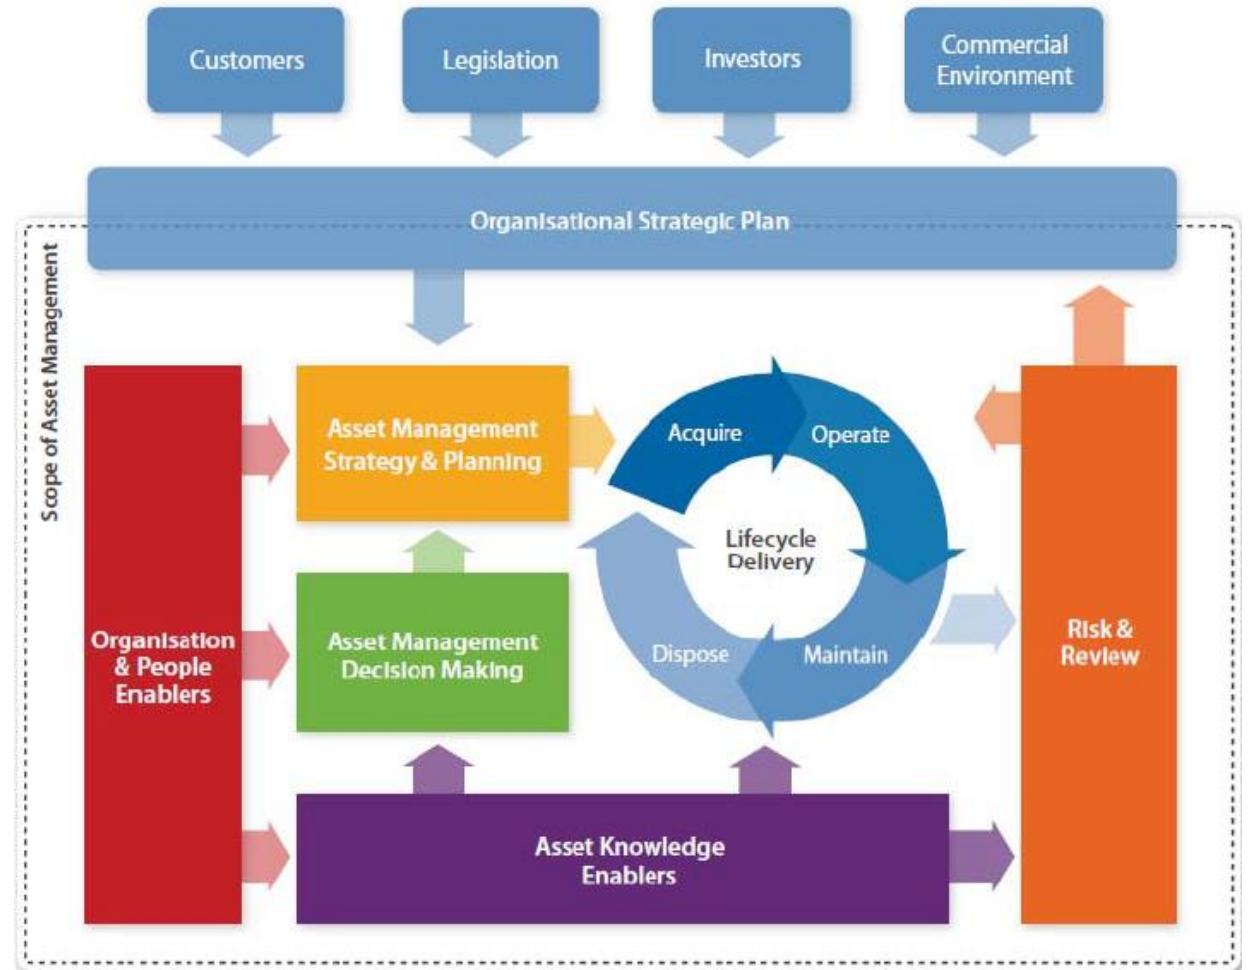 Customers
Legislation
Investors
Commercial
Environment
Organisational Strategic Plan
Scope of Asset Management
Asset Management
Strategy & Planning
Acquire
Operate
Lifecycle
Delivery
Organisation
& People
Enablers
Asset Management
Decision Making
Dispose
Maintain
Risk &
Review
Asset Knowledge
Enablers